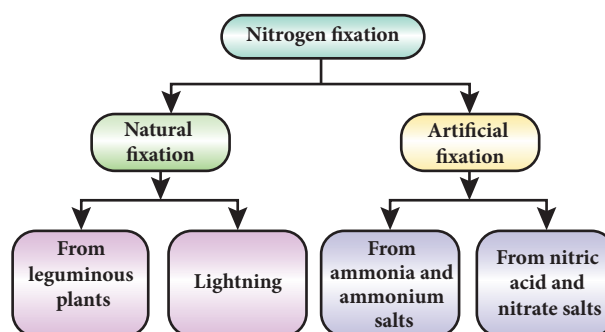 Nitrogen fixation
Natural
fixation
Artificial
fixation
From
leguminous
plants
Lightning
From
ammonia and
ammonium
salts
From nitric
acid and
nitrate salts